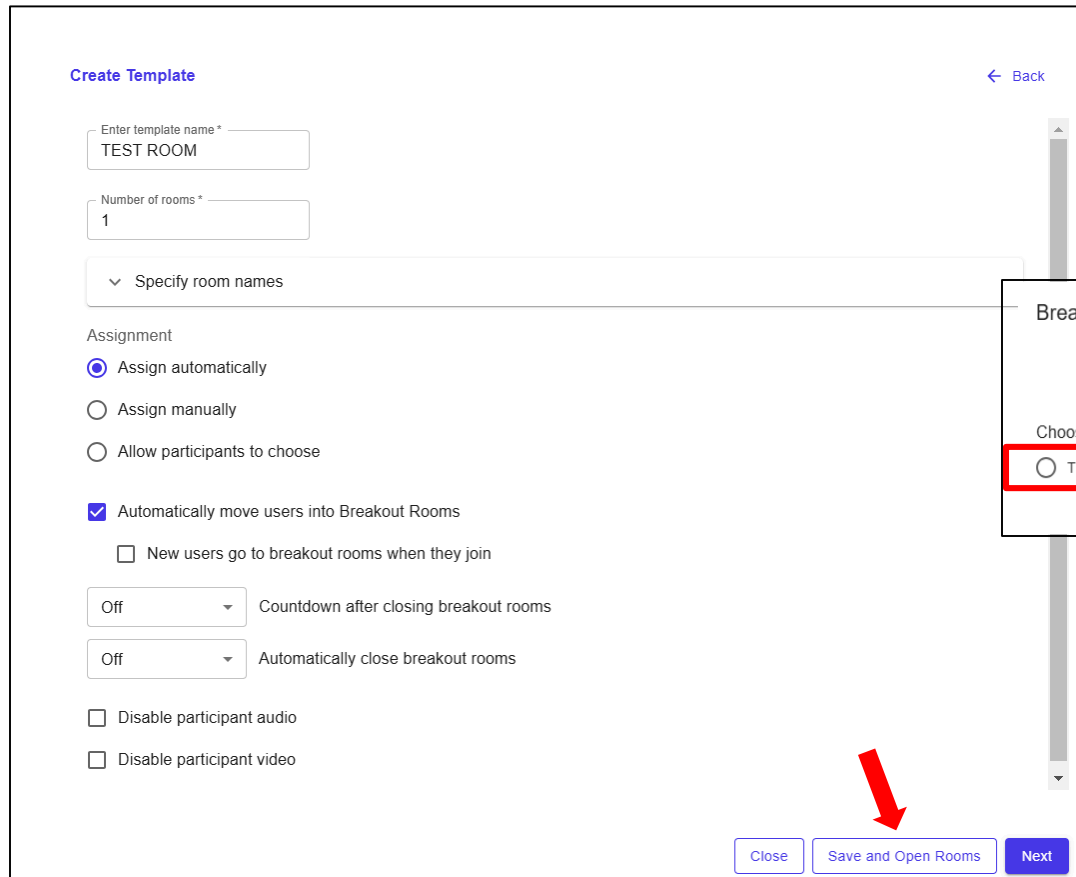 Create Template
Back
Enter template name *
TEST ROOM
Number of rooms *
1
Specify room names
Assignment
Assign automatically
Assign manually
Allow participants to choose
Automatically move users into Breakout Rooms
New users go to breakout rooms when they join
Off Countdown after closing breakout rooms
Off Automatically close breakout rooms
Disable participant audio
Disable participant video
Close Save and Open Rooms Next
Brea
Choo
T